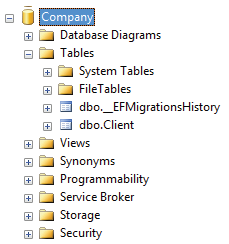 Company
Database Diagrams
Tables
System Tables
FileTables
dbo.__EFMigrationsHistory
dbo.Client
Views
Synonyms
Programmability
Service Broker
Storage
Security